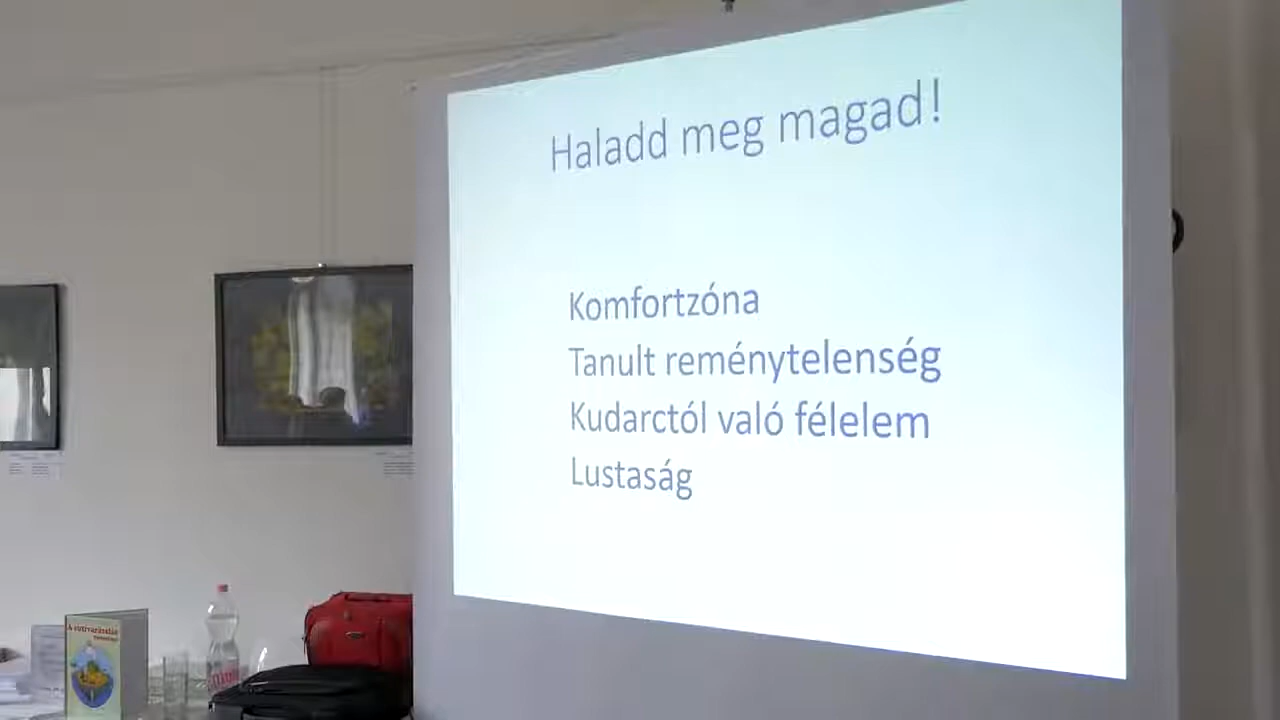 Haladd meg magad!
Komfortzóna
Tanult reménytelenség
Kudarctól való félelem
Lustaság